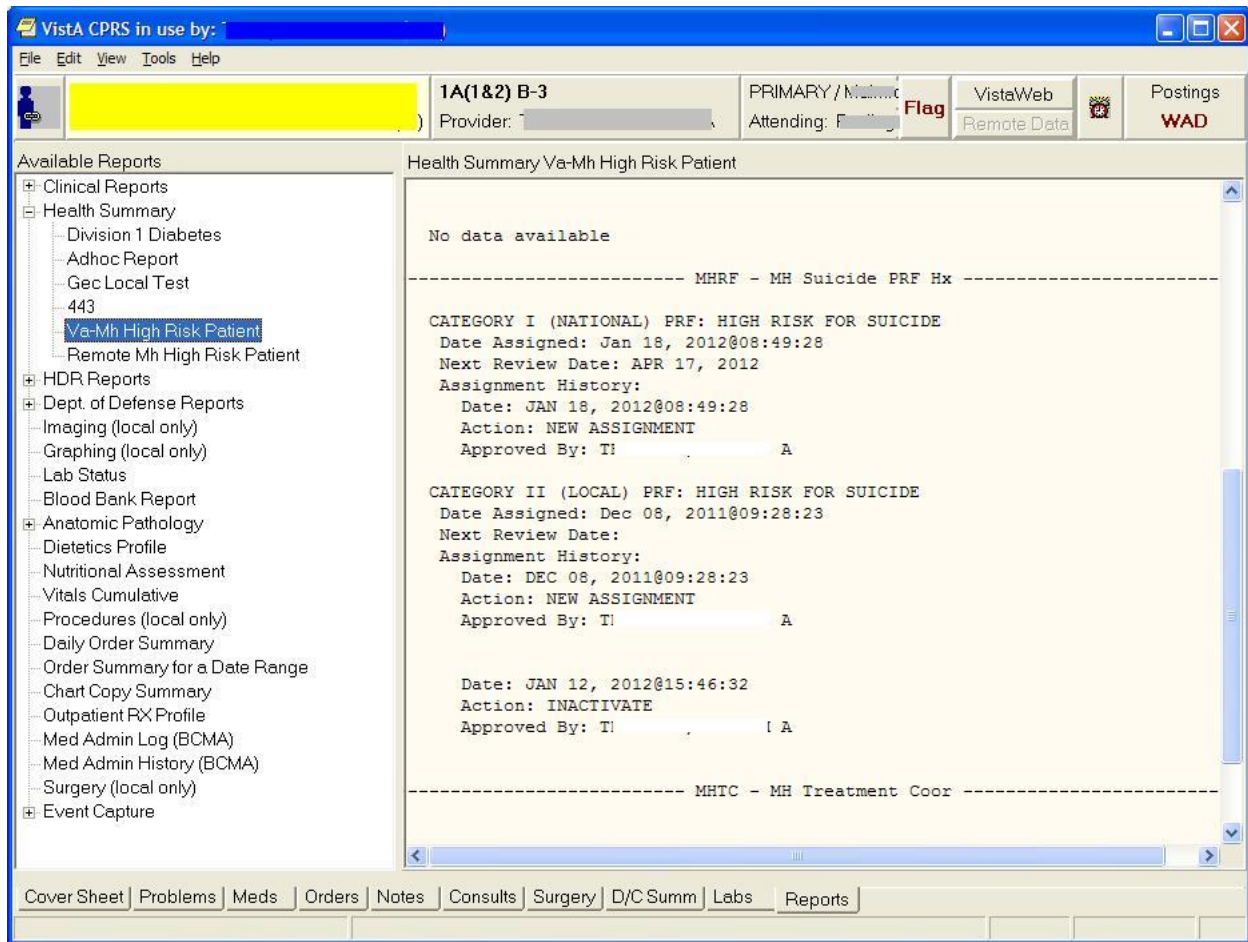 VistA CPRS in use by:
File Edit View Tools Help
1A(1&2) B-3
Provider:
PRIMARY /
Attending:
Flag
VistaWeb
Remote Data
Postings
WAD
Available Reports
Clinical Reports
Health Summary
Division 1 Diabetes
Adhoc Report
Gec Local Test
443
Va-Mh High Risk Patient
Remote Mh High Risk Patient
HDR Reports
Dept. of Defense Reports
Imaging (local only)
Graphing (local only)
Lab Status
Blood Bank Report
Anatomic Pathology
Dietetics Profile
Nutritional Assessment
Vitals Cumulative
Procedures (local only)
Daily Order Summary
Order Summary for a Date Range
Chart Copy Summary
Outpatient RX Profile
Med Admin Log (BCMA)
Med Admin History (BCMA)
Surgery (local only)
Event Capture
Health Summary Va-Mh High Risk Patient
No data available
-------------------------- MHRF - MH Suicide PRF Hx ------------------------
CATEGORY I (NATIONAL) PRF: HIGH RISK FOR SUICIDE
Date Assigned: Jan 18, 2012@08:49:28
Next Review Date: APR 17, 2012
Assignment History:
Date: JAN 18, 2012@08:49:28
Action: NEW ASSIGNMENT
Approved By: A
CATEGORY II (LOCAL) PRF: HIGH RISK FOR SUICIDE
Date Assigned: Dec 08, 2011@09:28:23
Next Review Date:
Assignment History:
Date: DEC 08, 2011@09:28:23
Action: NEW ASSIGNMENT
Approved By: A
Date: JAN 12, 2012@15:46:32
Action: INACTIVATE
Approved By: A
-------------------------- MHTC - MH Treatment Coor ------------------------
Cover Sheet Problems Meds Orders Notes Consults Surgery D/C Summ Labs Reports